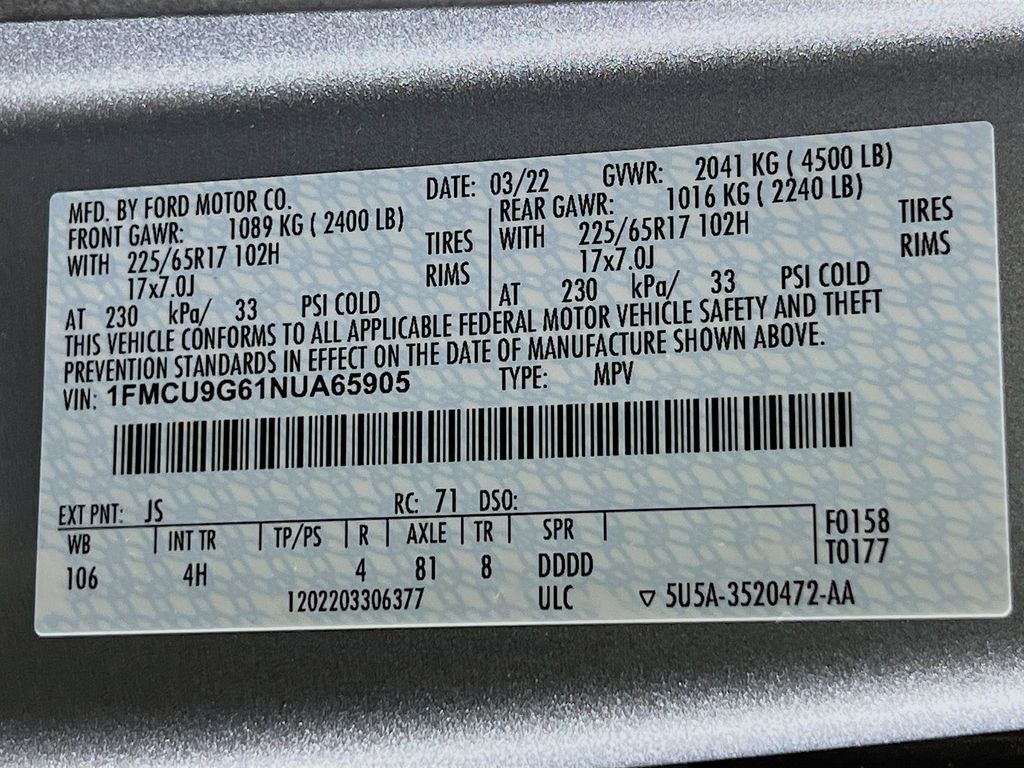 MFD. BY FORD MOTOR CO. DATE: 03/22 GVWR: 2041 KG ( 4500 LB)
FRONT GAWR: 1089 KG ( 2400 LB) REAR GAWR: 1016 KG ( 2240 LB)
WITH 225/65R17 102H TIRES WITH 225/65R17 102H TIRES
17x7.0J RIMS 17x7.0J RIMS
AT 230 kPa/ 33 PSI COLD AT 230 kPa/ 33 PSI COLD
THIS VEHICLE CONFORMS TO ALL APPLICABLE FEDERAL MOTOR VEHICLE SAFETY AND THEFT
PREVENTION STANDARDS IN EFFECT ON THE DATE OF MANUFACTURE SHOWN ABOVE.
VIN: 1FMCU9G61NUA65905 TYPE: MPV
EXT PNT: JS RC: 71 DSO:
WB INT TR TP/PS R AXLE TR SPR F0158
106 4H 4 81 8 DDDD T0177
1202203306377 ULC ▽ 5U5A-3520472-AA